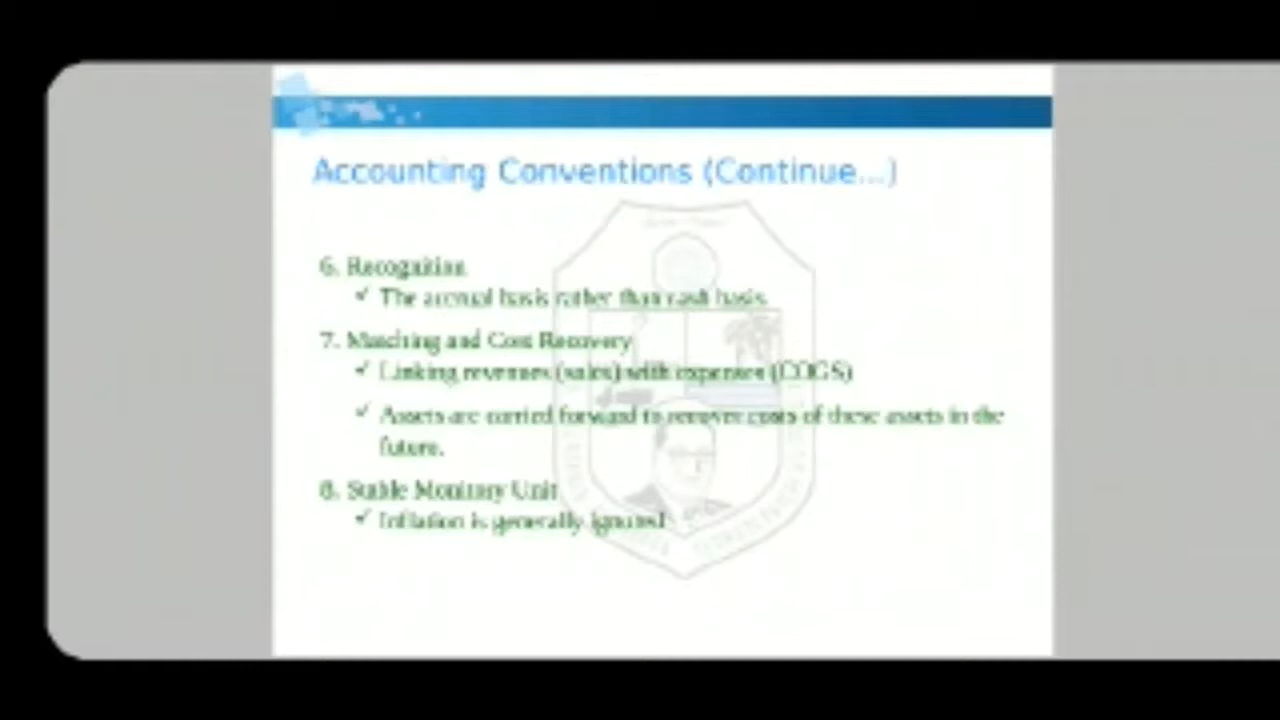 Accounting Conventions (Continue...)
6. Recognition
✓ The accrual basis rather than cash basis.
7. Matching and Cost Recovery
✓ Linking revenues (sales) with expenses (COGS)
✓ Assets are carried forward to recover costs of these assets in the
future.
8. Stable Monitary Unit
✓ Inflation is generally ignored